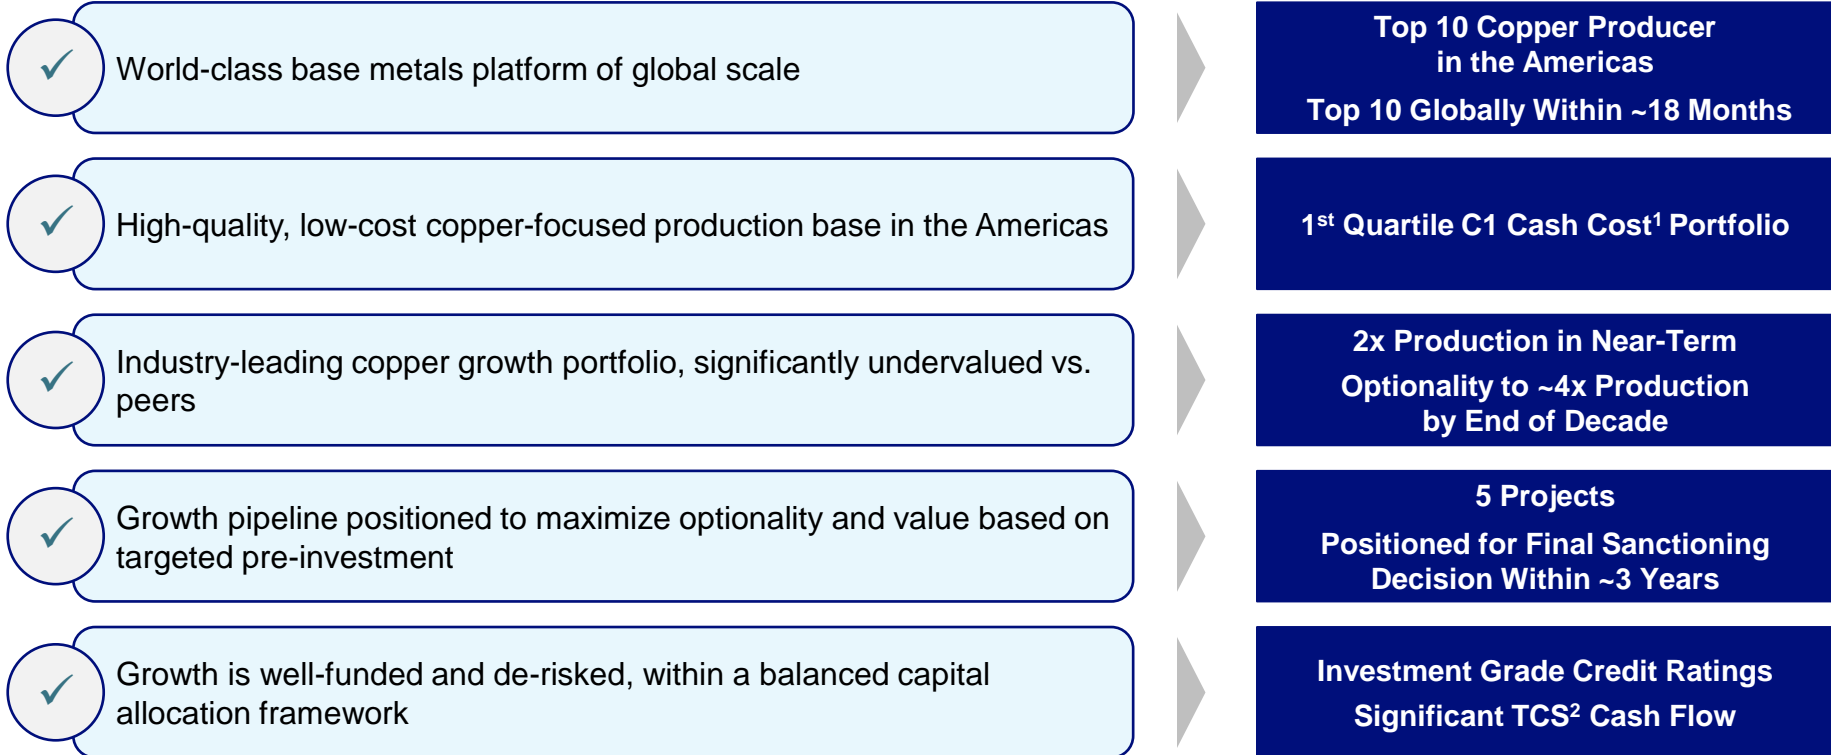 World-class base metals platform of global scale
Top 10 Copper Producer
in the Americas
Top 10 Globally Within ~18 Months
High-quality, low-cost copper-focused production base in the Americas
1st Quartile C1 Cash Cost1 Portfolio
Industry-leading copper growth portfolio, significantly undervalued vs.
peers
2x Production in Near-Term
Optionality to ~4x Production
by End of Decade
Growth pipeline positioned to maximize optionality and value based on
targeted pre-investment
5 Projects
Positioned for Final Sanctioning
Decision Within ~3 Years
Growth is well-funded and de-risked, within a balanced capital
allocation framework
Investment Grade Credit Ratings
Significant TCS2 Cash Flow